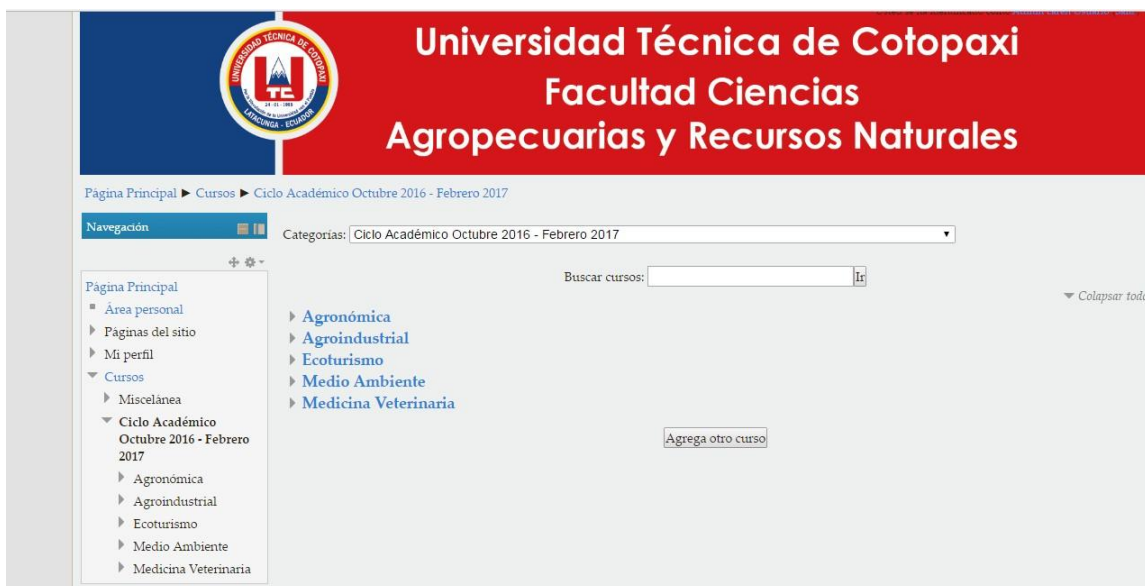 UNIVERSIDAD TÉCNICA DE COTOPAXI
UTC
LATACUNGA - ECUADOR
Universidad Técnica de Cotopaxi
Facultad Ciencias
Agropecuarias y Recursos Naturales
Página Principal ► Cursos ► Ciclo Académico Octubre 2016 - Febrero 2017
Navegación
Categorías: Ciclo Académico Octubre 2016 - Febrero 2017
Buscar cursos: Ir
Colapsar todo
Página Principal
Área personal
Páginas del sitio
Mi perfil
Cursos
Miscelánea
Ciclo Académico
Octubre 2016 - Febrero
2017
Agronómica
Agroindustrial
Ecoturismo
Medio Ambiente
Medicina Veterinaria
Agronómica
Agroindustrial
Ecoturismo
Medio Ambiente
Medicina Veterinaria
Agrega otro curso